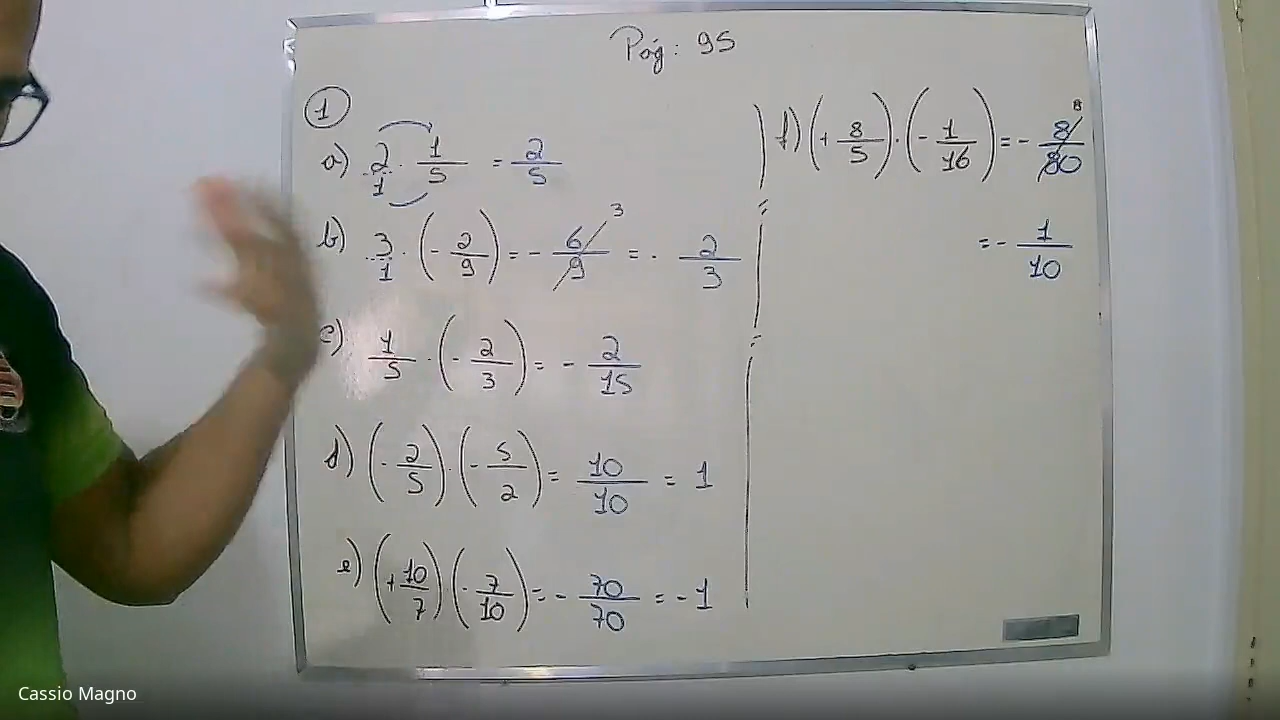 Pág: 95
1
a) 2/1 · 1/5 = 2/5
b) 3/1 · (- 2/9) = - 6/9 3 = - 2/3
c) 1/5 · (- 2/3) = - 2/15
d) (- 2/5) · (- 5/2) = 10/10 = 1
e) (+ 10/7) (- 7/10) = - 70/70 = - 1
f) (+ 8/5) · (- 1/16) = - 8/80 8
= - 1/10
Cassio Magno